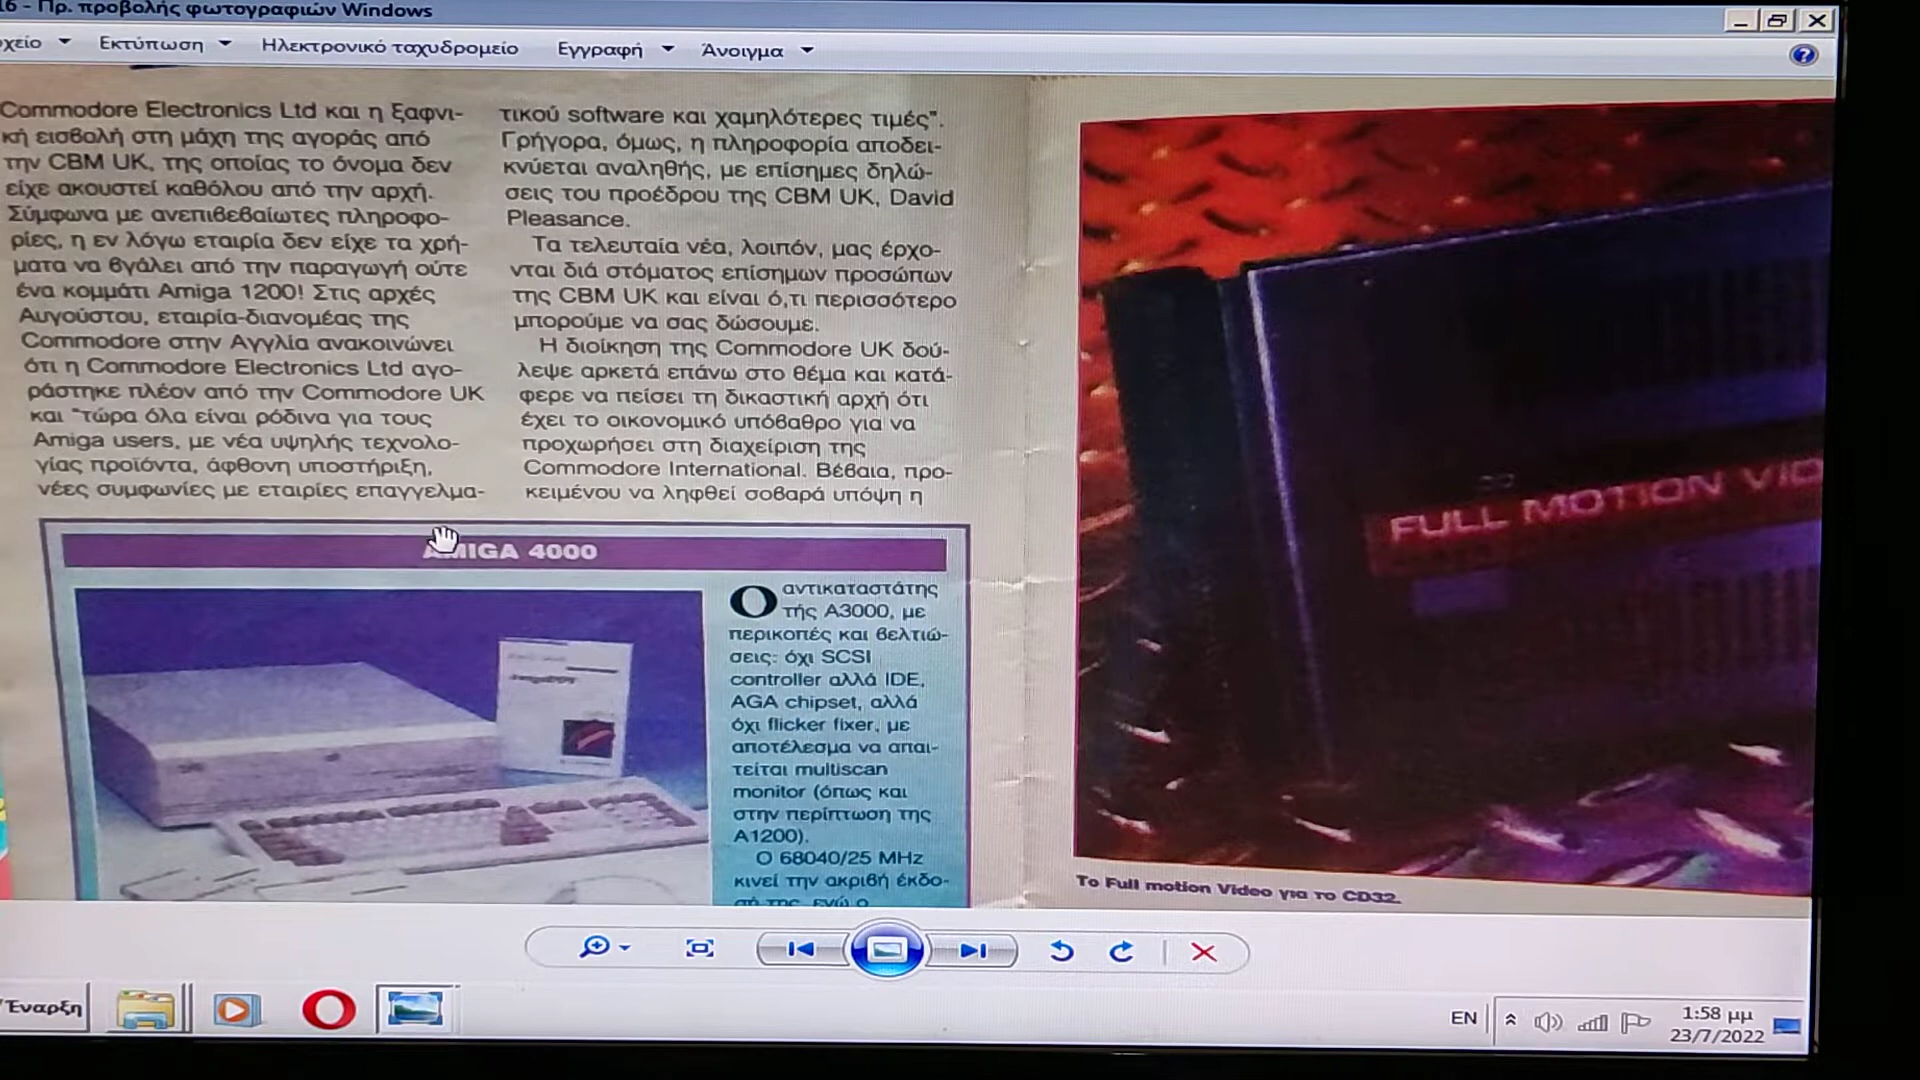 16 - Πρ. προβολής φωτογραφιών Windows
Εκτύπωση Ηλεκτρονικό ταχυδρομείο Εγγραφή Άνοιγμα
Commodore Electronics Ltd και η ξαφνι-
κή εισβολή στη μάχη της αγοράς από
την CBM UK, της οποίας το όνομα δεν
είχε ακουστεί καθόλου από την αρχή.
Σύμφωνα με ανεπιβεβαίωτες πληροφο-
ρίες, η εν λόγω εταιρία δεν είχε τα χρή-
ματα να βγάλει από την παραγωγή ούτε
ένα κομμάτι Amiga 1200! Στις αρχές
Αυγούστου, εταιρία-διανομέας της
Commodore στην Αγγλία ανακοινώνει
ότι η Commodore Electronics Ltd αγο-
ράστηκε πλέον από την Commodore UK
και "τώρα όλα είναι ρόδινα για τους
Amiga users, με νέα υψηλής τεχνολο-
γίας προϊόντα, άφθονη υποστήριξη,
νέες συμφωνίες με εταιρίες επαγγελμα-
τικού software και χαμηλότερες τιμές".
Γρήγορα, όμως, η πληροφορία αποδει-
κνύεται αναληθής, με επίσημες δηλώ-
σεις του προέδρου της CBM UK, David
Pleasance.
Τα τελευταία νέα, λοιπόν, μας έρχο-
νται διά στόματος επίσημων προσώπων
της CBM UK και είναι ό,τι περισσότερο
μπορούμε να σας δώσουμε.
Η διοίκηση της Commodore UK δού-
λεψε αρκετά επάνω στο θέμα και κατά-
φερε να πείσει τη δικαστική αρχή ότι
έχει το οικονομικό υπόβαθρο για να
προχωρήσει στη διαχείριση της
Commodore International. Βέβαια, προ-
κειμένου να ληφθεί σοβαρά υπόψη η
AMIGA 4000
Ο αντικαταστάτης
τής A3000, με
περικοπές και βελτιώ-
σεις: όχι SCSI
controller αλλά IDE,
AGA chipset, αλλά
όχι flicker fixer, με
αποτέλεσμα να απαι-
τείται multiscan
monitor (όπως και
στην περίπτωση της
A1200).
Ο 68040/25 MHz
κινεί την ακριβή έκδο-
σή της, ενώ ο
FULL MOTION VID
Το Full motion Video για το CD32.
Έναρξη
EN
1:58 μμ
23/7/2022